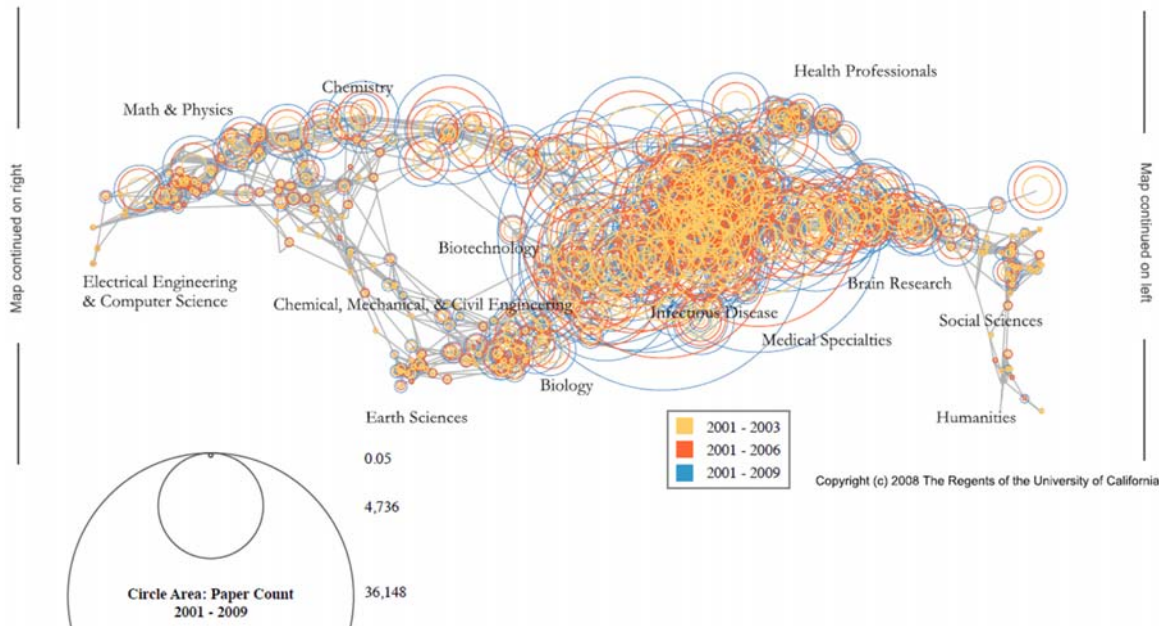 Map continued on right
Map continued on left
Health Professionals
Chemistry
Math & Physics
Biotechnology
Electrical Engineering
& Computer Science
Chemical, Mechanical, & Civil Engineering
Brain Research
Infectious Disease
Social Sciences
Medical Specialties
Biology
Earth Sciences
Humanities
2001 - 2003
2001 - 2006
2001 - 2009
Copyright (c) 2008 The Regents of the University of California
0.05
4,736
36,148
Circle Area: Paper Count
2001 - 2009